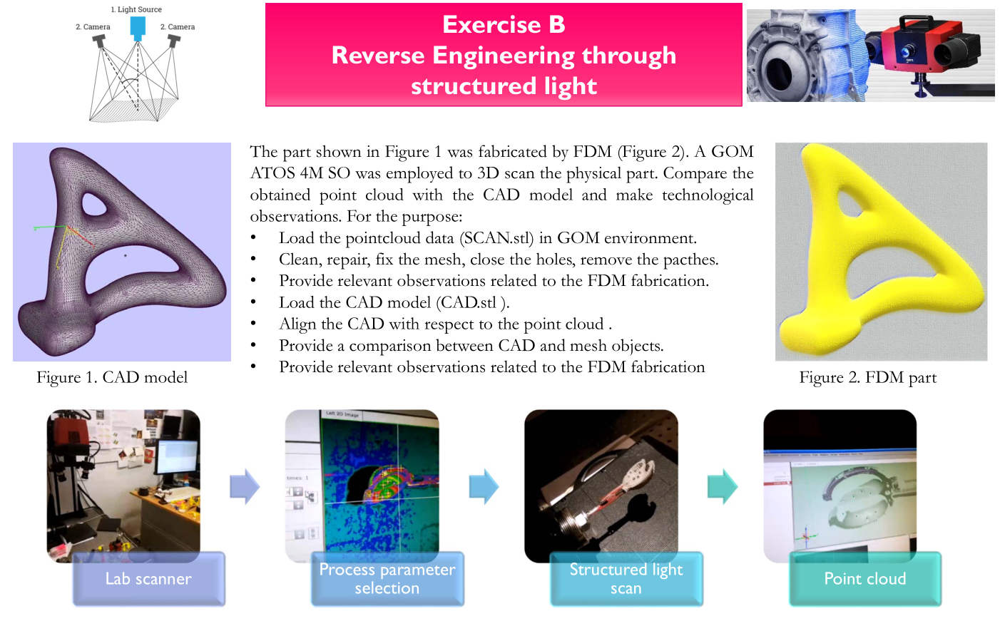 1. Light Source
2. Camera
2. Camera
Exercise B
Reverse Engineering through
structured light
The part shown in Figure 1 was fabricated by FDM (Figure 2). A GOM
ATOS 4M SO was employed to 3D scan the physical part. Compare the
obtained point cloud with the CAD model and make technological
observations. For the purpose:
• Load the pointcloud data (SCAN.stl) in GOM environment.
• Clean, repair, fix the mesh, close the holes, remove the pacthes.
• Provide relevant observations related to the FDM fabrication.
• Load the CAD model (CAD.stl ).
• Align the CAD with respect to the point cloud .
• Provide a comparison between CAD and mesh objects.
• Provide relevant observations related to the FDM fabrication
Figure 1. CAD model
Figure 2. FDM part
Left 2D Image
times: 1
Lab scanner
Process parameter
selection
Structured light
scan
Point cloud